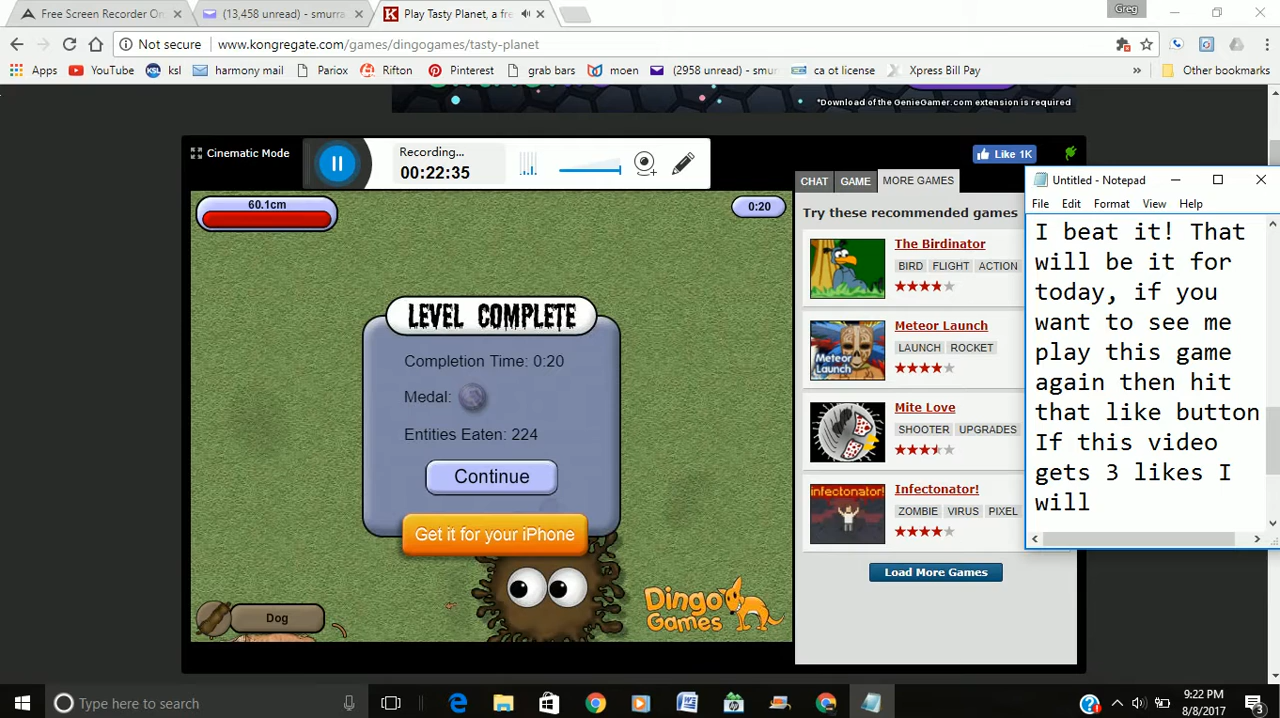 Free Screen Recorder On
(13,458 unread) - smurra
Play Tasty Planet, a fre
Greg
Not secure
www.kongregate.com/games/dingogames/tasty-planet
Apps
YouTube
ksl
harmony mail
Pariox
Rifton
Pinterest
grab bars
moen
(2958 unread) - smur
ca ot license
Xpress Bill Pay
»
Other bookmarks
*Download of the GenieGamer.com extension is required
Cinematic Mode
Recording...
00:22:35
Like 1K
60.1cm
0:20
LEVEL COMPLETE
Completion Time: 0:20
Medal:
Entities Eaten: 224
Continue
Get it for your iPhone
Dog
Dingo
Games
CHAT
GAME
MORE GAMES
Try these recommended games
The Birdinator
BIRD FLIGHT ACTION
Meteor Launch
LAUNCH ROCKET
Meteor
Launch
Mite Love
SHOOTER UPGRADES
Infectonator!
infectonator!
ZOMBIE VIRUS PIXEL
Load More Games
Untitled - Notepad
File Edit Format View Help
I beat it! That
will be it for
today, if you
want to see me
play this game
again then hit
that like button
If this video
gets 3 likes I
will
Type here to search
9:22 PM
8/8/2017
3